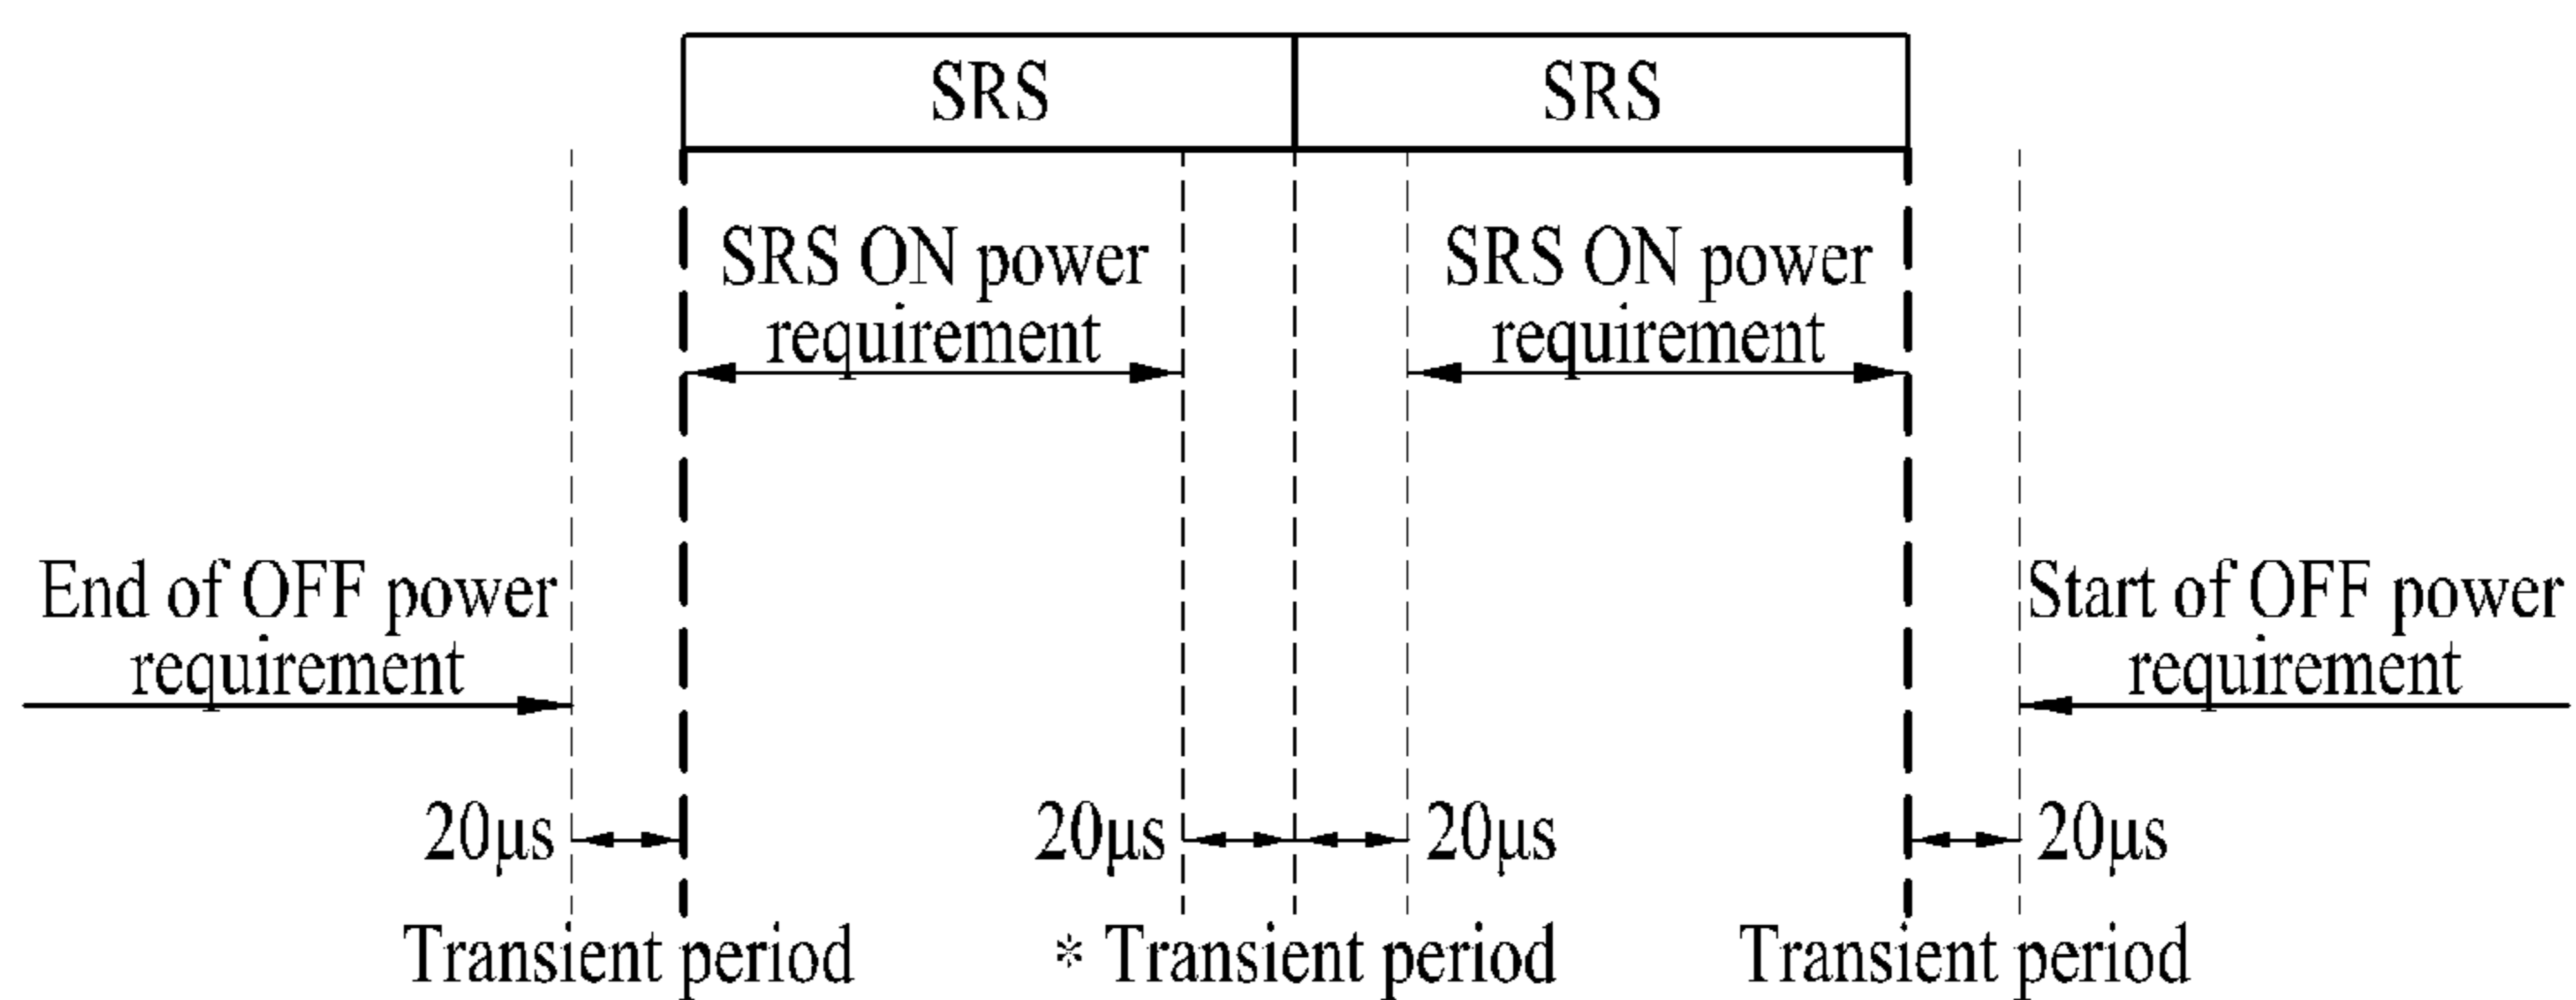 SRS SRS
SRS ON power
requirement
SRS ON power
requirement
End of OFF power
requirement
Start of OFF power
requirement
20μs 20μs 20μs 20μs
Transient period * Transient period Transient period